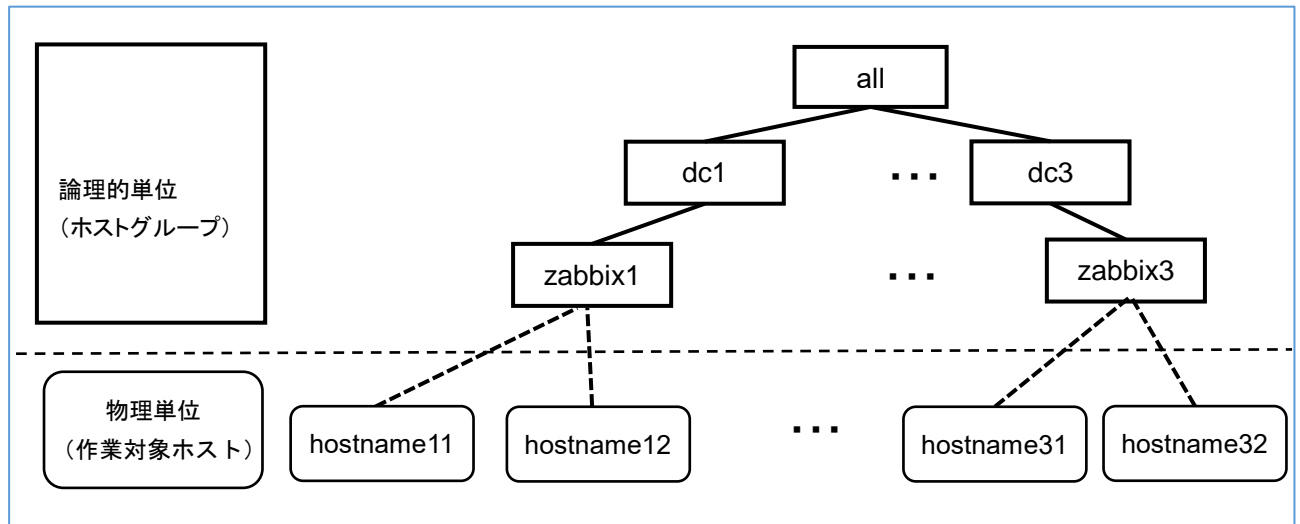 all
dc1
...
dc3
論理的単位
（ホストグループ）
zabbix1
...
zabbix3
物理単位
（作業対象ホスト）
hostname11
hostname12
...
hostname31
hostname32